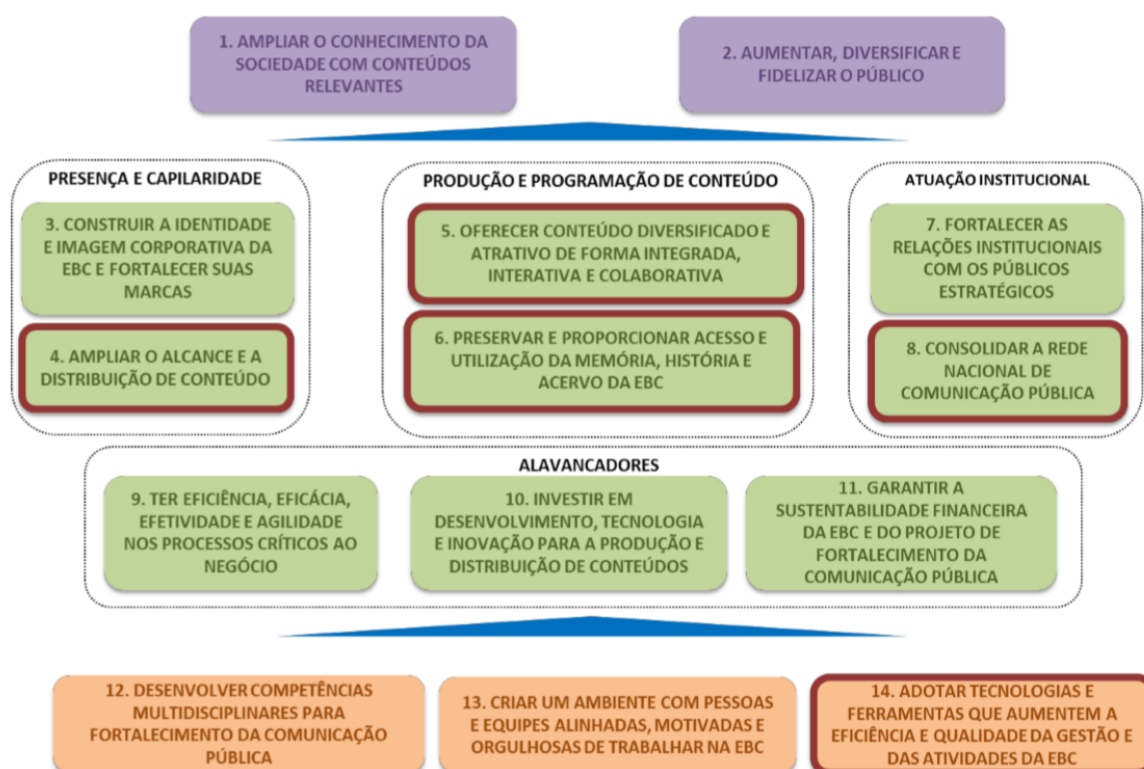 1. AMPLIAR O CONHECIMENTO DA
SOCIEDADE COM CONTEÚDOS
RELEVANTES
2. AUMENTAR, DIVERSIFICAR E
FIDELIZAR O PÚBLICO
PRESENÇA E CAPILARIDADE
3. CONSTRUIR A IDENTIDADE
E IMAGEM CORPORATIVA DA
EBC E FORTALECER SUAS
MARCAS
4. AMPLIAR O ALCANCE E A
DISTRIBUIÇÃO DE CONTEÚDO
PRODUÇÃO E PROGRAMAÇÃO DE CONTEÚDO
5. OFERECER CONTEÚDO DIVERSIFICADO E
ATRATIVO DE FORMA INTEGRADA,
INTERATIVA E COLABORATIVA
6. PRESERVAR E PROPORCIONAR ACESSO E
UTILIZAÇÃO DA MEMÓRIA, HISTÓRIA E
ACERVO DA EBC
ATUAÇÃO INSTITUCIONAL
7. FORTALECER AS
RELAÇÕES INSTITUCIONAIS
COM OS PÚBLICOS
ESTRATÉGICOS
8. CONSOLIDAR A REDE
NACIONAL DE
COMUNICAÇÃO PÚBLICA
ALAVANCADORES
9. TER EFICIÊNCIA, EFICÁCIA,
EFETIVIDADE E AGILIDADE
NOS PROCESSOS CRÍTICOS AO
NEGÓCIO
10. INVESTIR EM
DESENVOLVIMENTO, TECNOLOGIA
E INOVAÇÃO PARA A PRODUÇÃO E
DISTRIBUIÇÃO DE CONTEÚDOS
11. GARANTIR A
SUSTENTABILIDADE FINANCEIRA
DA EBC E DO PROJETO DE
FORTALECIMENTO DA
COMUNICAÇÃO PÚBLICA
12. DESENVOLVER COMPETÊNCIAS
MULTIDISCIPLINARES PARA
FORTALECIMENTO DA COMUNICAÇÃO
PÚBLICA
13. CRIAR UM AMBIENTE COM PESSOAS
E EQUIPES ALINHADAS, MOTIVADAS E
ORGULHOSAS DE TRABALHAR NA EBC
14. ADOTAR TECNOLOGIAS E
FERRAMENTAS QUE AUMENTEM A
EFICIÊNCIA E QUALIDADE DA GESTÃO E
DAS ATIVIDADES DA EBC